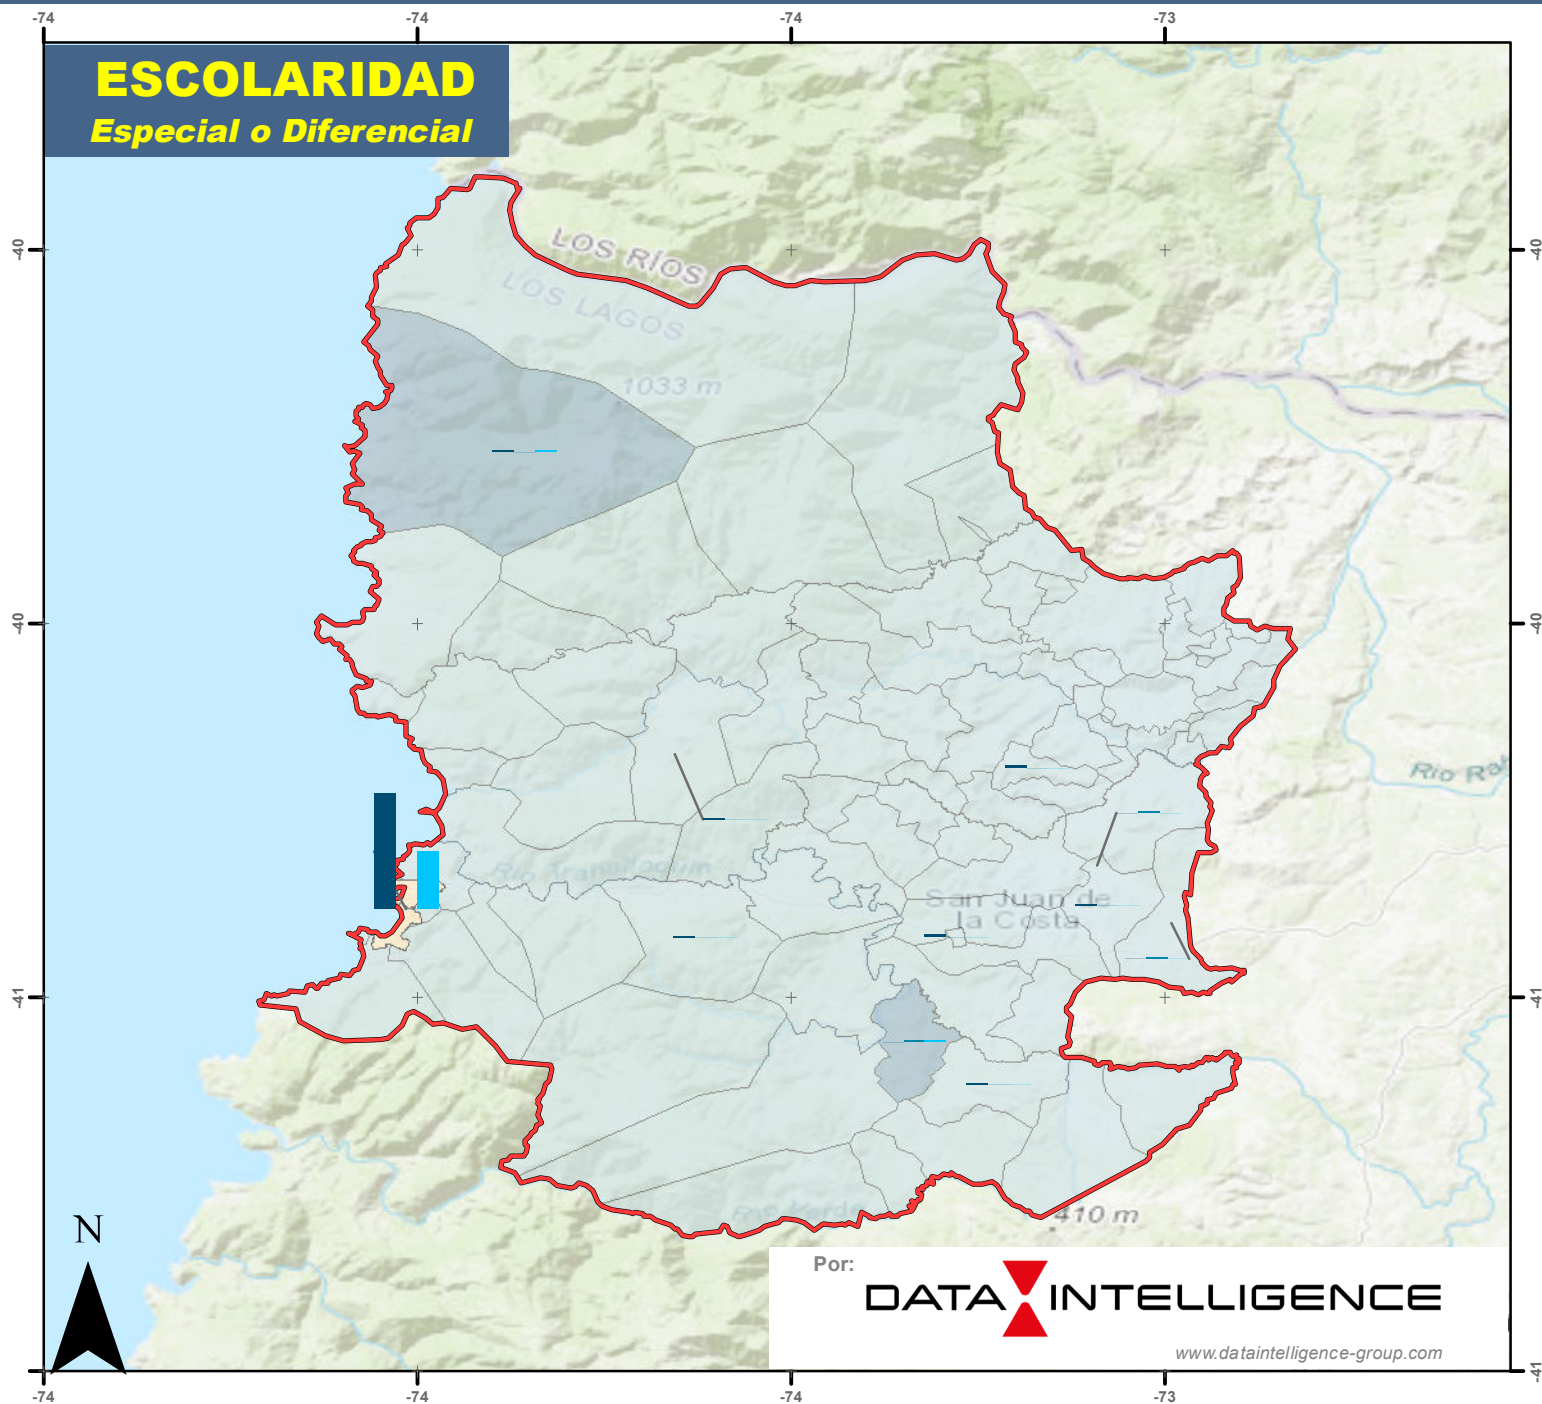 -74 -74 -74 -73
ESCOLARIDAD
Especial o Diferencial
LOS RÍOS
LOS LAGOS
40 40
1033 m
40 40
Río Tranallaquín
San Juan de
la Costa
41 41
410 m
N
Por:
DATA INTELLIGENCE
www.dataintelligence-group.com
-41
-74 -74 -74 -73